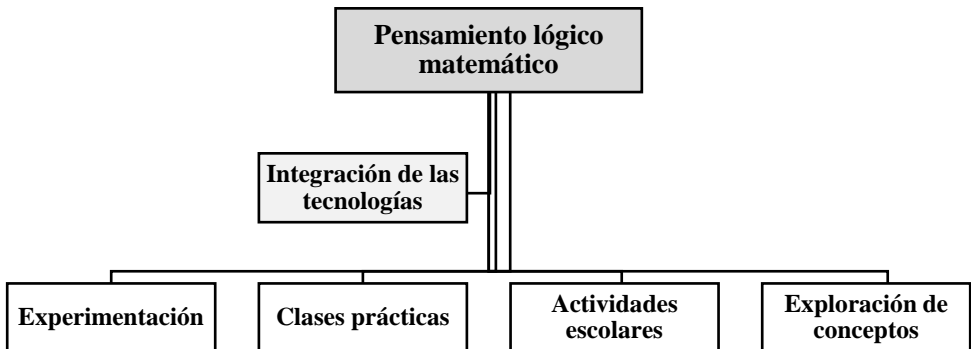 Pensamiento lógico
matemático
Integración de las
tecnologías
Experimentación
Clases prácticas
Actividades
escolares
Exploración de
conceptos